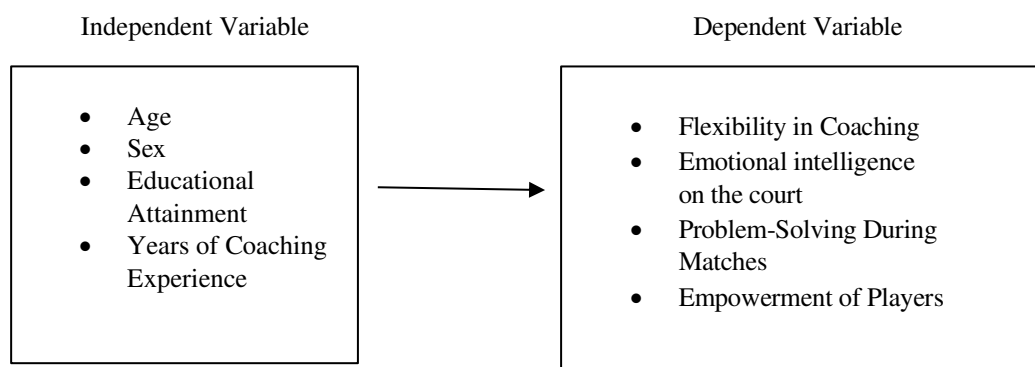 Independent Variable
Dependent Variable
• Age
• Sex
• Educational
Attainment
• Years of Coaching
Experience
• Flexibility in Coaching
• Emotional intelligence
on the court
• Problem-Solving During
Matches
• Empowerment of Players